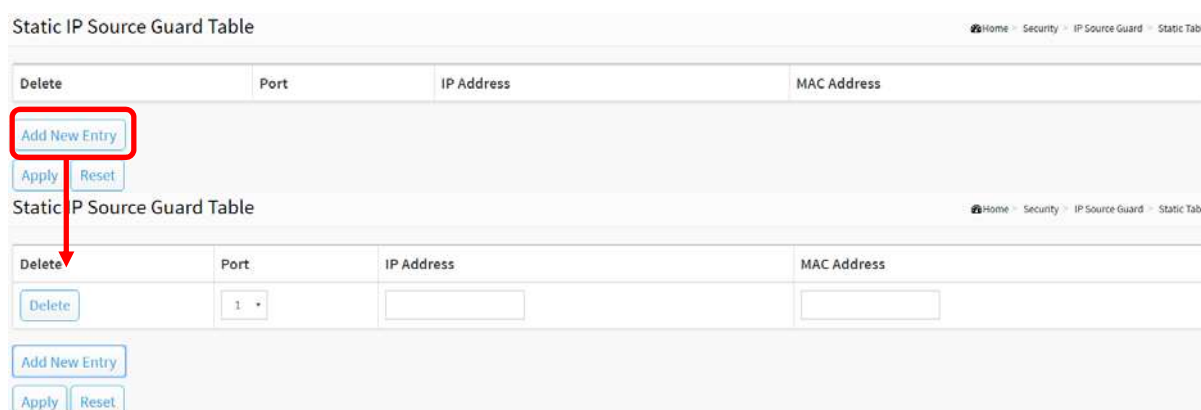 Static IP Source Guard Table
Home > Security > IP Source Guard > Static Tab
Delete Port IP Address MAC Address
Add New Entry
Apply Reset
Static IP Source Guard Table
Home > Security > IP Source Guard > Static Tab
Delete Port IP Address MAC Address
Delete 1
Add New Entry
Apply Reset